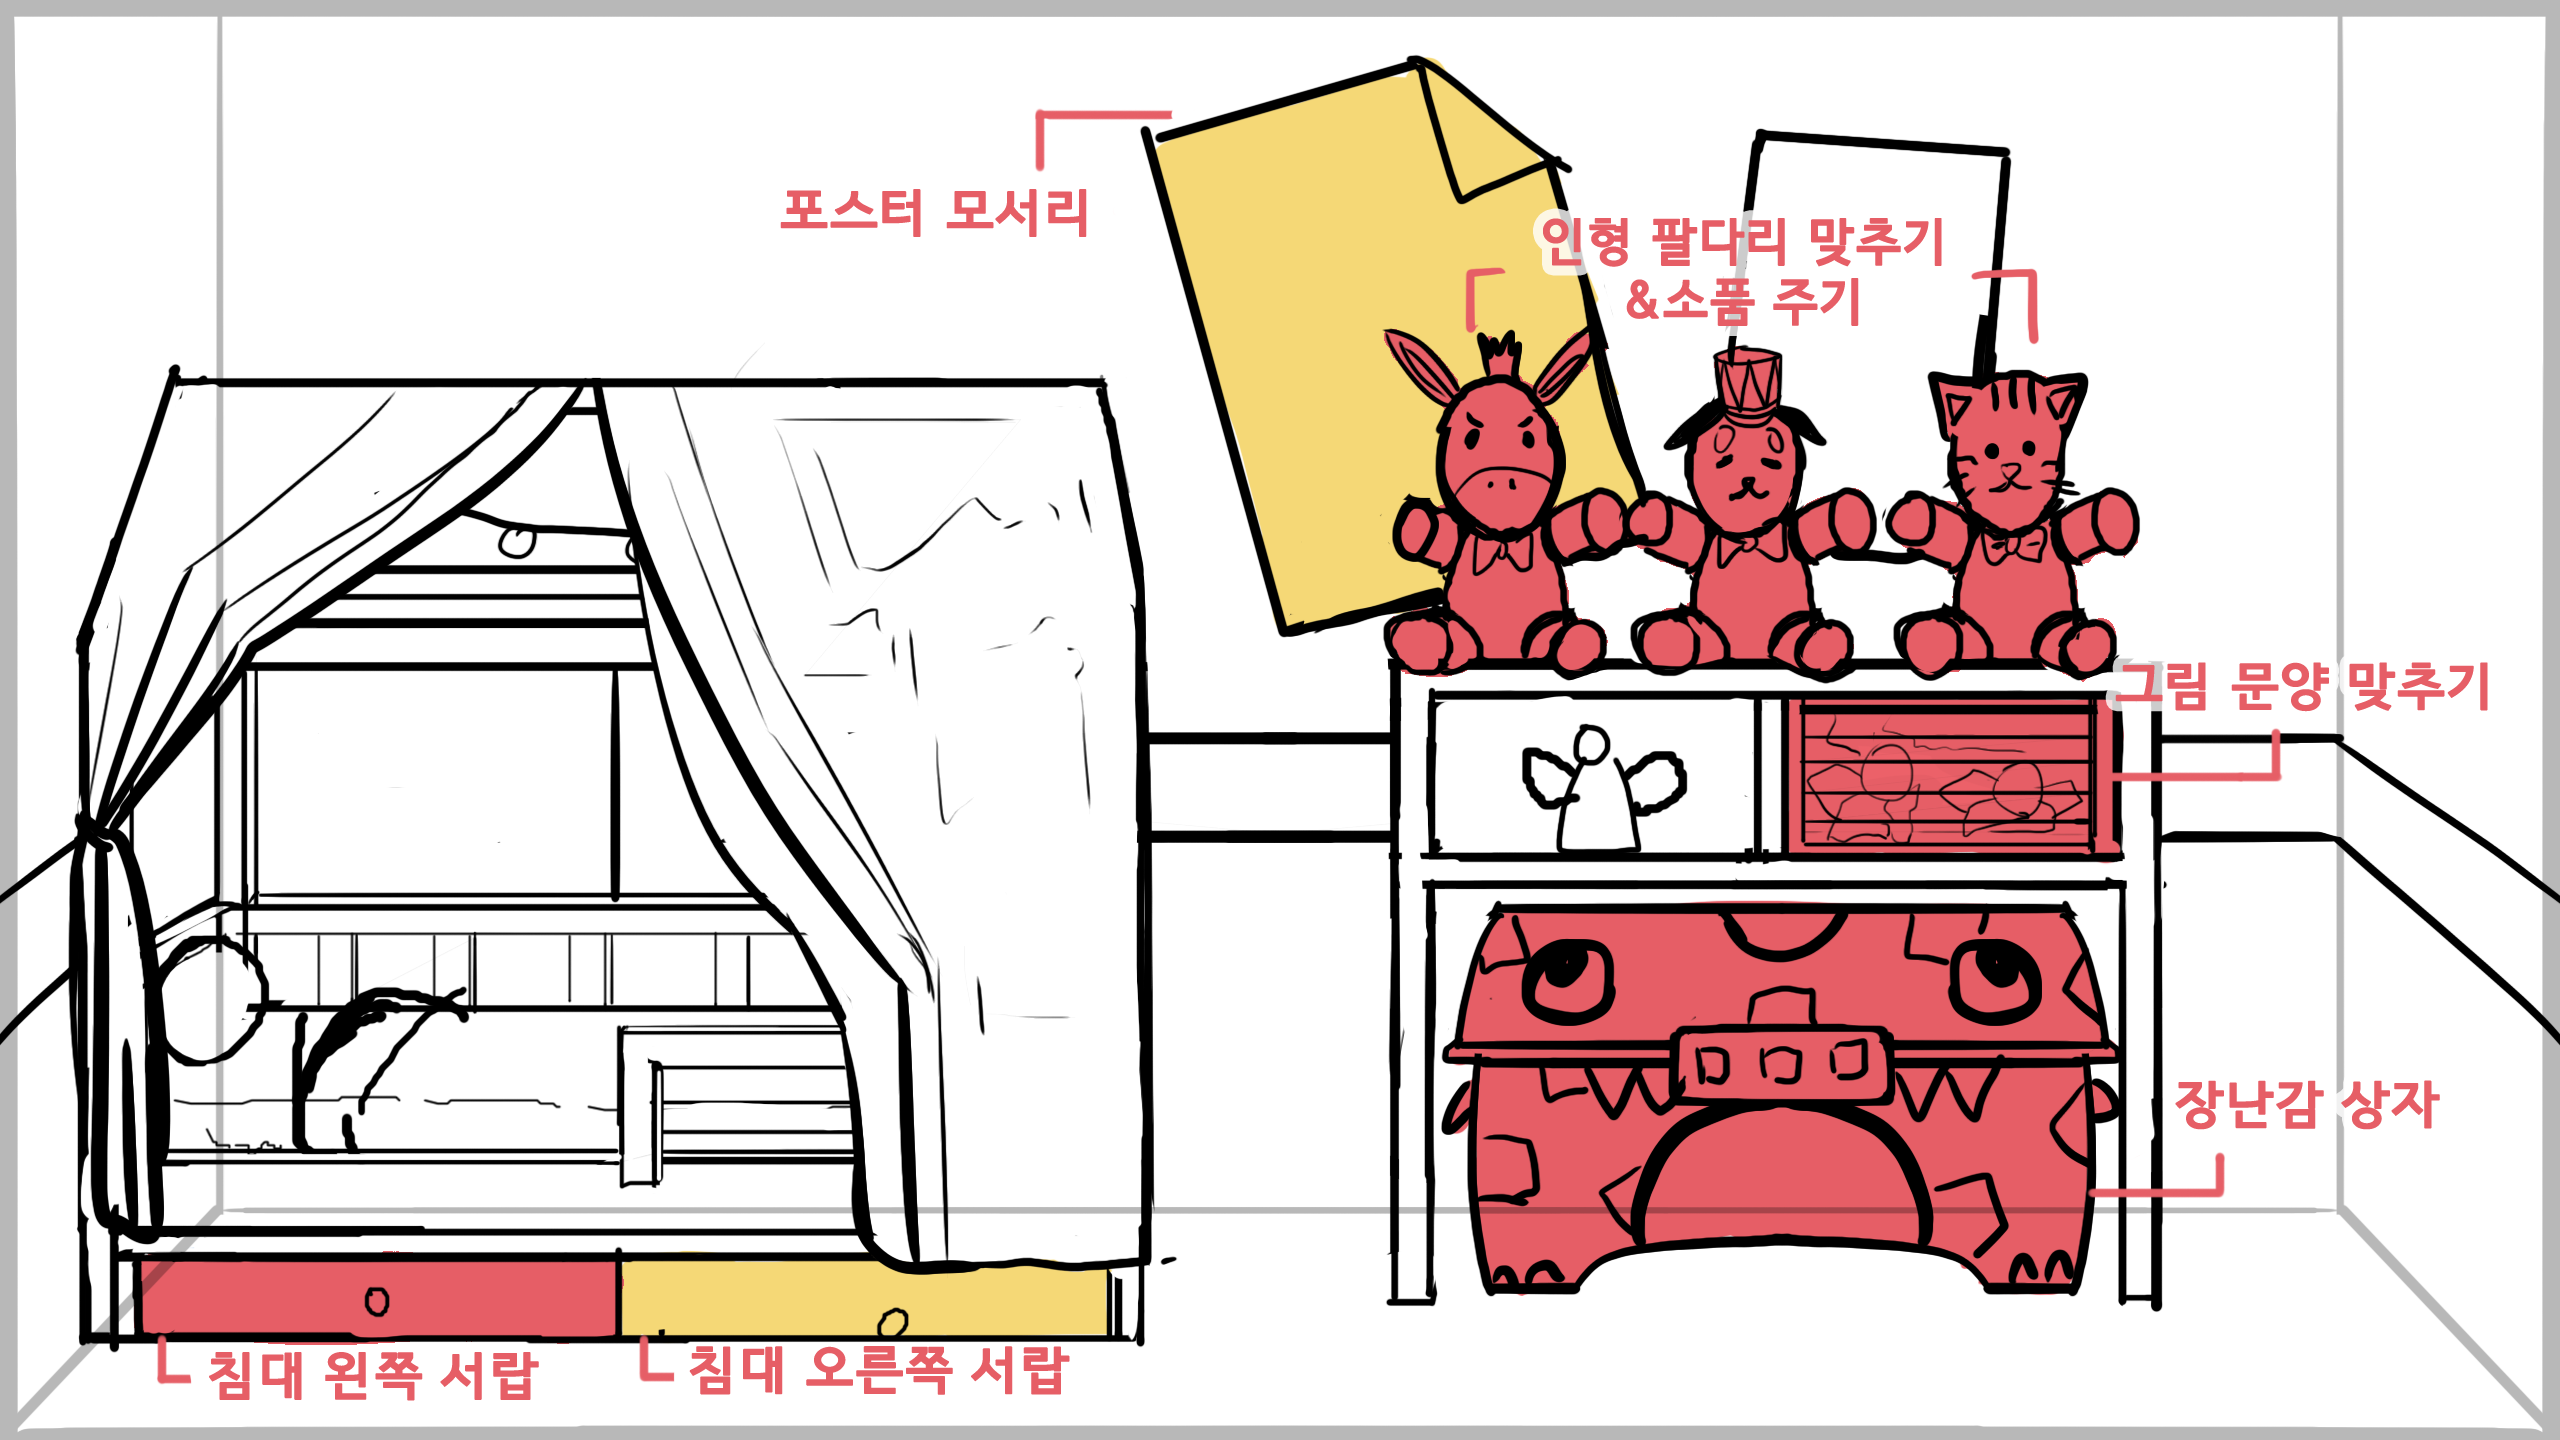 포스터 모서리
인형 팔다리 맞추기
&소품 주기
그림 문양 맞추기
장난감 상자
침대 왼쪽 서랍
침대 오른쪽 서랍